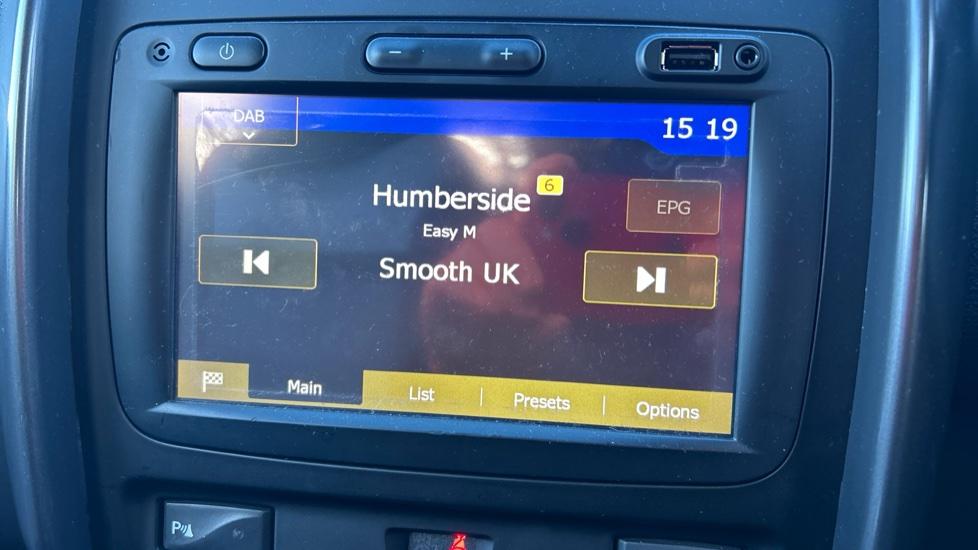 − +
DAB
15 19
Humberside 6
EPG
Easy M
Smooth UK
Main List Presets Options
P